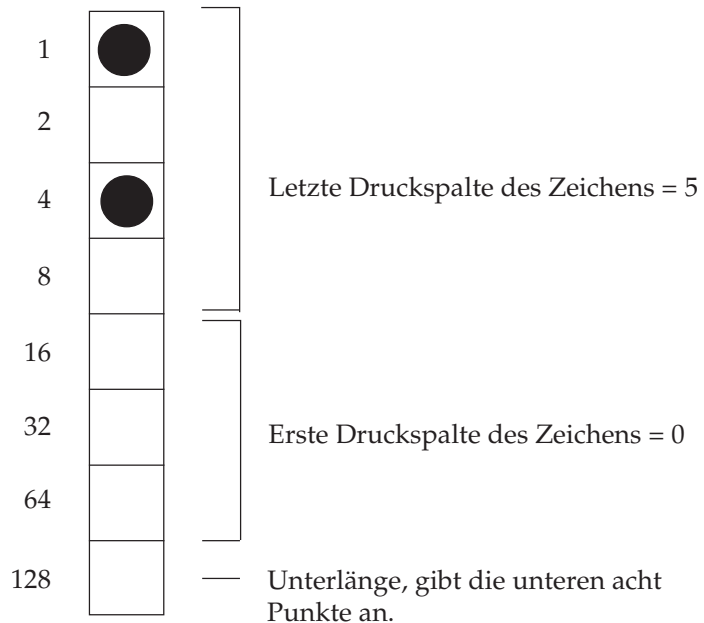 1
2
4
Letzte Druckspalte des Zeichens = 5
8
16
32
Erste Druckspalte des Zeichens = 0
64
128
Unterlänge, gibt die unteren acht
Punkte an.